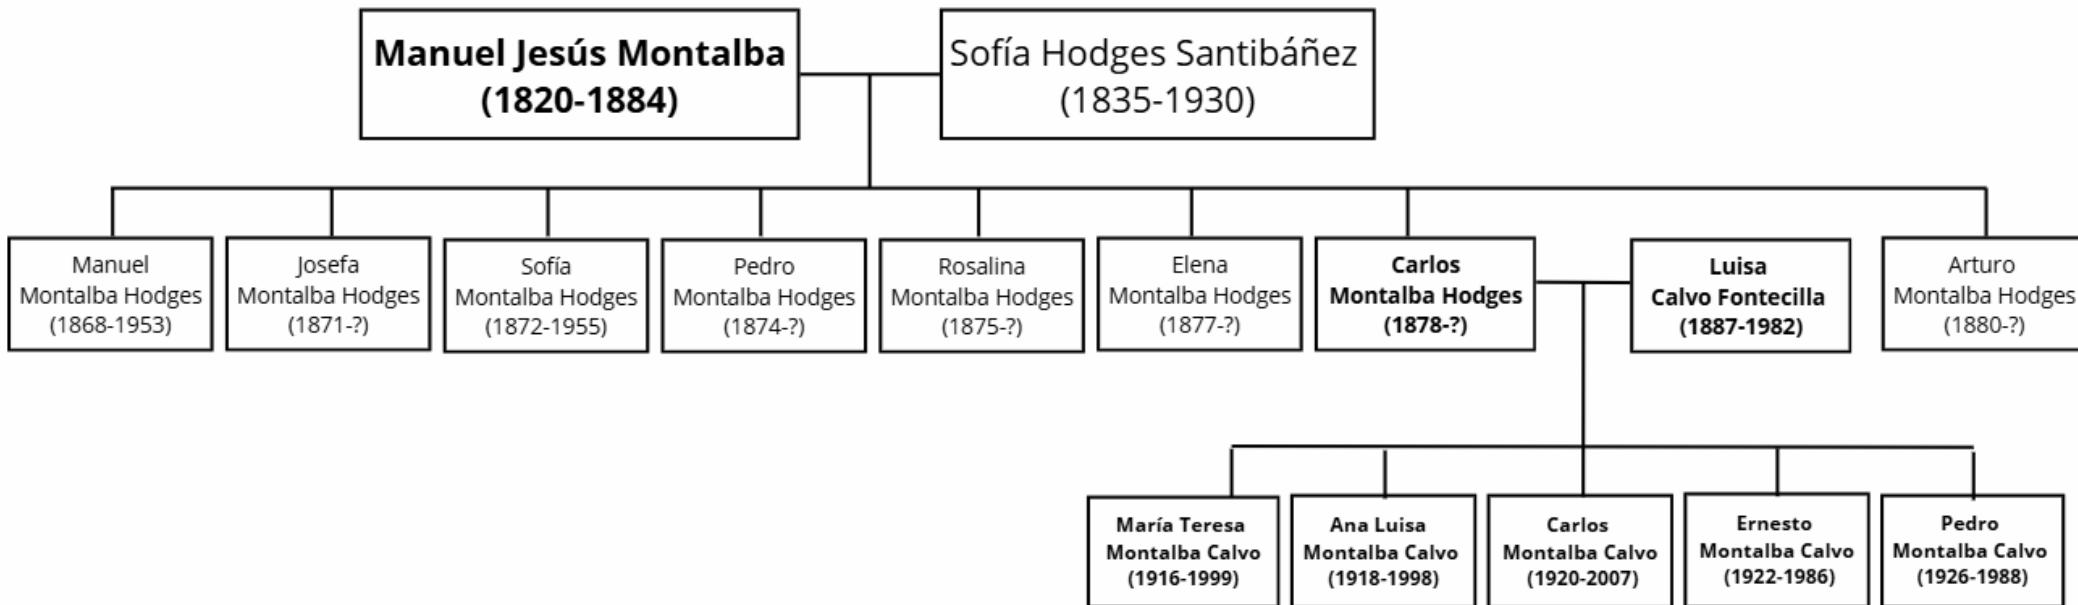 Manuel Jesús Montalba
(1820-1884)
Sofía Hodges Santibáñez
(1835-1930)
Manuel
Montalba Hodges
(1868-1953)
Josefa
Montalba Hodges
(1871-?)
Sofía
Montalba Hodges
(1872-1955)
Pedro
Montalba Hodges
(1874-?)
Rosalina
Montalba Hodges
(1875-?)
Elena
Montalba Hodges
(1877-?)
Carlos
Montalba Hodges
(1878-?)
Luisa
Calvo Fontecilla
(1887-1982)
Arturo
Montalba Hodges
(1880-?)
María Teresa
Montalba Calvo
(1916-1999)
Ana Luisa
Montalba Calvo
(1918-1998)
Carlos
Montalba Calvo
(1920-2007)
Ernesto
Montalba Calvo
(1922-1986)
Pedro
Montalba Calvo
(1926-1988)